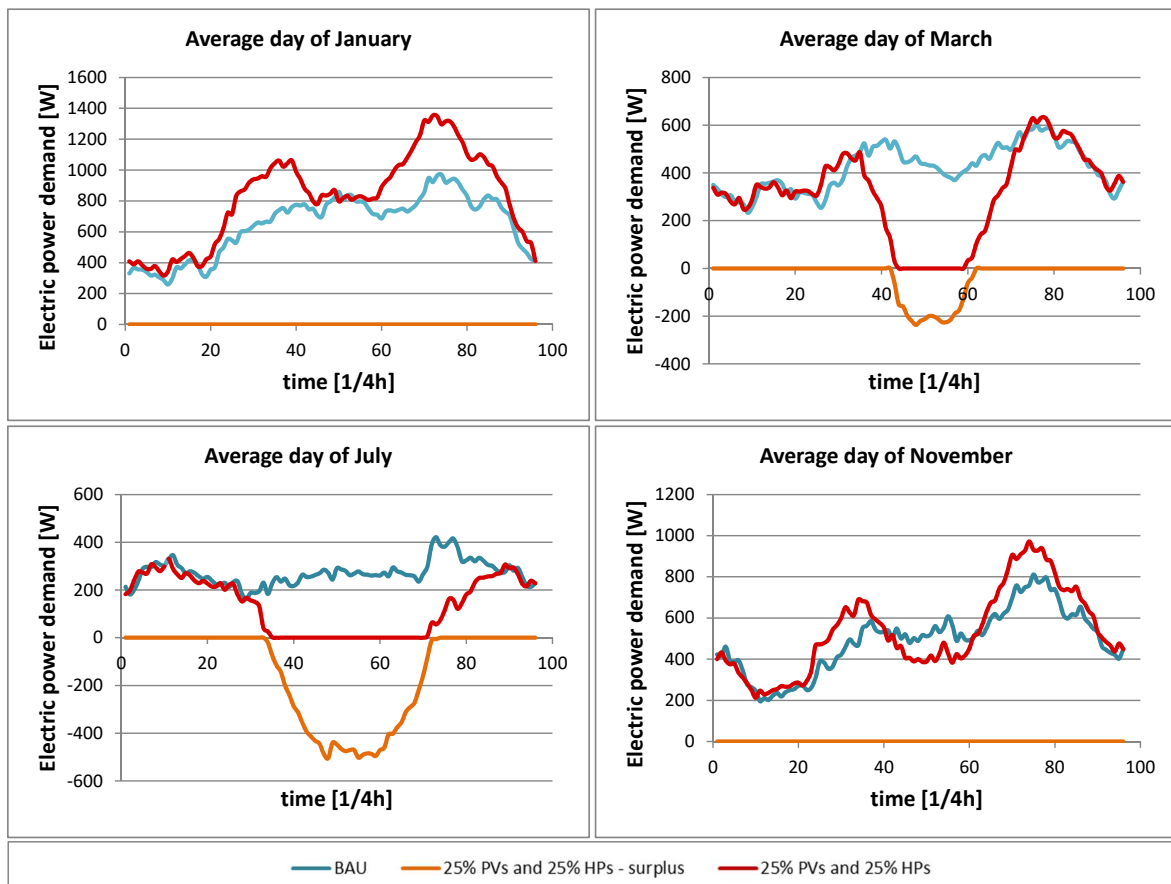 Average day of January
Electric power demand [W]
1600
1400
1200
1000
800
600
400
200
0
0 20 40 60 80 100
time [1/4h]
Average day of March
Electric power demand [W]
800
600
400
200
0
-200
-400
0 20 40 60 80 100
time [1/4h]
Average day of July
Electric power demand [W]
600
400
200
0
-200
-400
-600
0 20 40 60 80 100
time [1/4h]
Average day of November
Electric power demand [W]
1200
1000
800
600
400
200
0
0 20 40 60 80 100
time [1/4h]
BAU 25% PVs and 25% HPs - surplus 25% PVs and 25% HPs